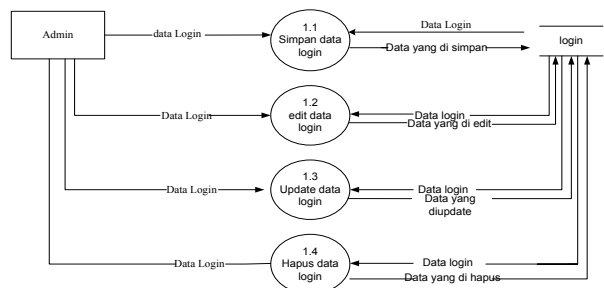 Admin
data Login
1.1
Simpan data
login
Data Login
Data yang di simpan
login
Data Login
1.2
edit data
login
Data login
Data yang di edit
Data Login
1.3
Update data
login
Data login
Data yang
diupdate
Data Login
1.4
Hapus data
login
Data login
Data yang di hapus